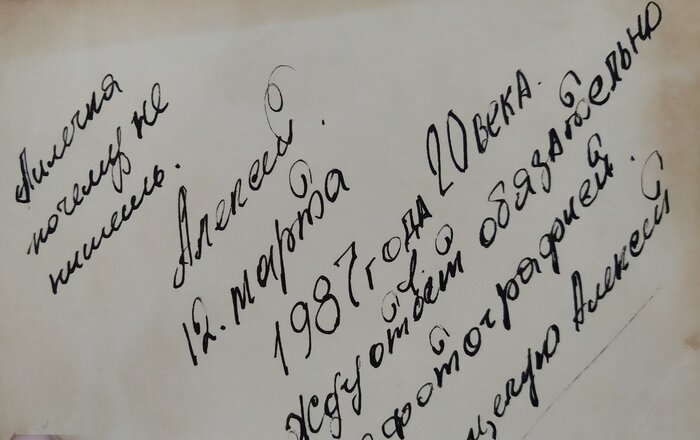 Лилечка
почему не
пишешь.
Алексей.
12. марта
1987 года 20 века.
Жду ответ обязательно
с фотографией.
Целую Алексей